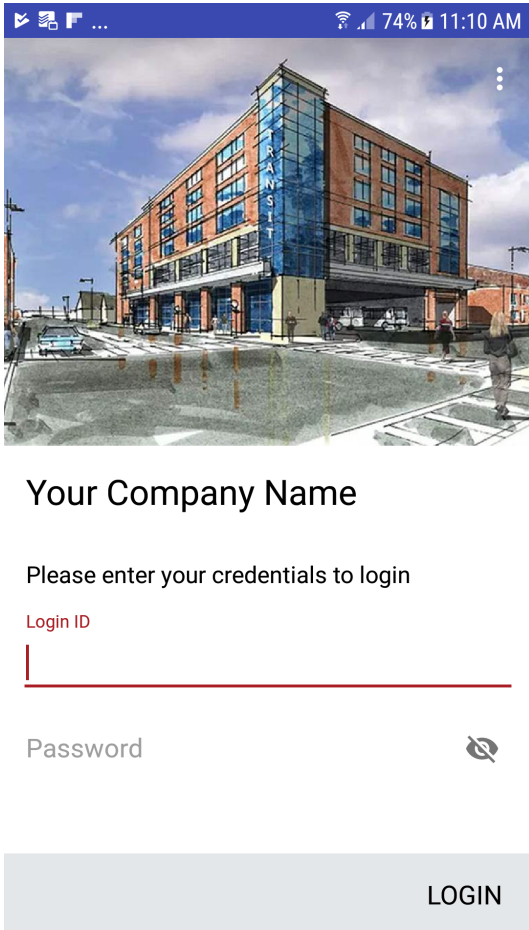 ... 74% 11:10 AM
TRANSIT
Your Company Name
Please enter your credentials to login
Login ID
Password
LOGIN